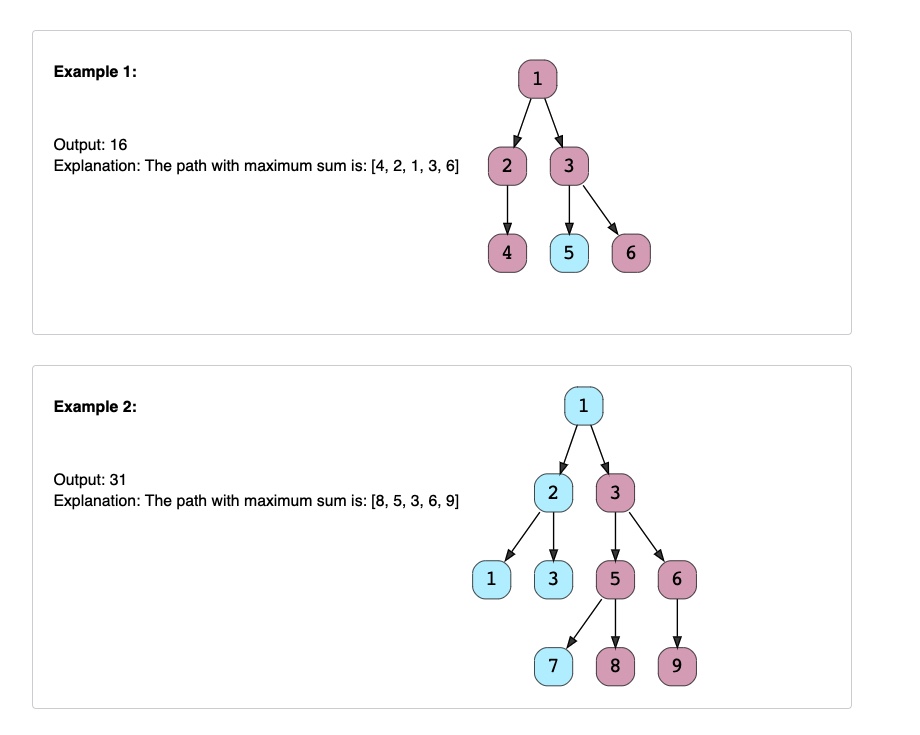 Example 1:
1
Output: 16
Explanation: The path with maximum sum is: [4, 2, 1, 3, 6]
2 3
4 5 6
Example 2:
1
Output: 31
Explanation: The path with maximum sum is: [8, 5, 3, 6, 9]
2 3
1 3 5 6
7 8 9